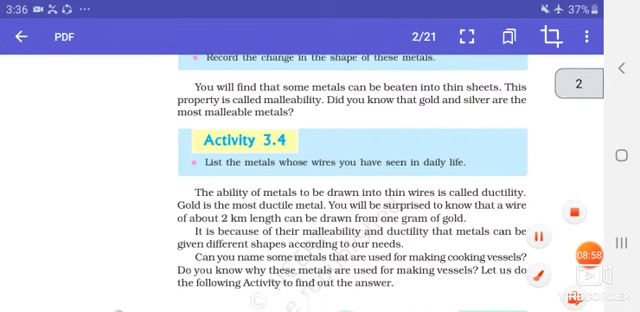 3:36
37%
PDF
2/21
Record the change in the shape of these metals.
2
You will find that some metals can be beaten into thin sheets. This
property is called malleability. Did you know that gold and silver are the
most malleable metals?
Activity 3.4
List the metals whose wires you have seen in daily life.
The ability of metals to be drawn into thin wires is called ductility.
Gold is the most ductile metal. You will be surprised to know that a wire
of about 2 km length can be drawn from one gram of gold.
It is because of their malleability and ductility that metals can be
given different shapes according to our needs.
Can you name some metals that are used for making cooking vessels?
Do you know why these metals are used for making vessels? Let us do
the following Activity to find out the answer.
08:58
VIRECORDER